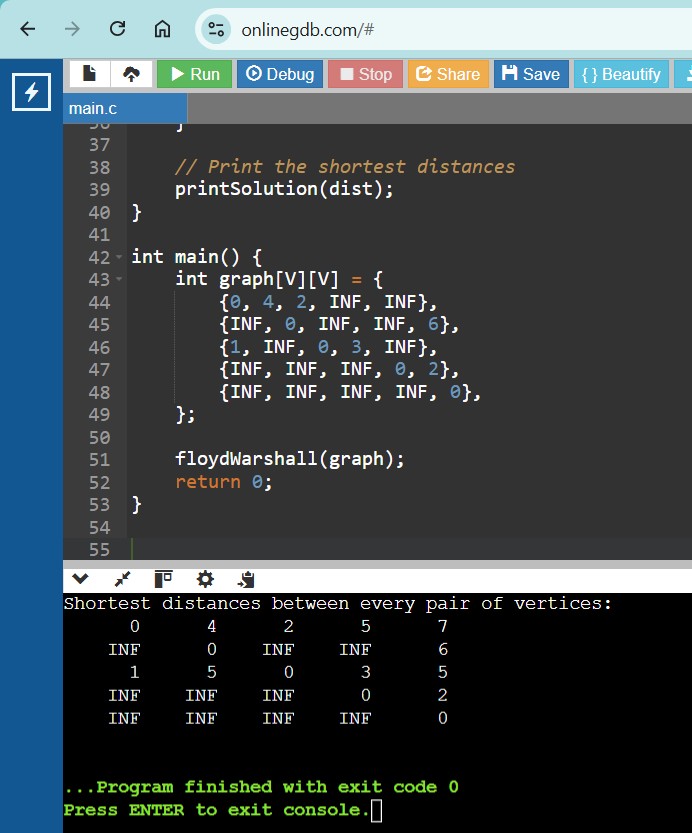 onlinegdb.com/#
Run Debug Stop Share Save { } Beautify
main.c
36 }
37
38 // Print the shortest distances
39 printSolution(dist);
40 }
41
42 int main() {
43 int graph[V][V] = {
44 {0, 4, 2, INF, INF},
45 {INF, 0, INF, INF, 6},
46 {1, INF, 0, 3, INF},
47 {INF, INF, INF, 0, 2},
48 {INF, INF, INF, INF, 0},
49 };
50
51 floydWarshall(graph);
52 return 0;
53 }
54
55
Shortest distances between every pair of vertices:
0 4 2 5 7
INF 0 INF INF 6
1 5 0 3 5
INF INF INF 0 2
INF INF INF INF 0
...Program finished with exit code 0
Press ENTER to exit console.